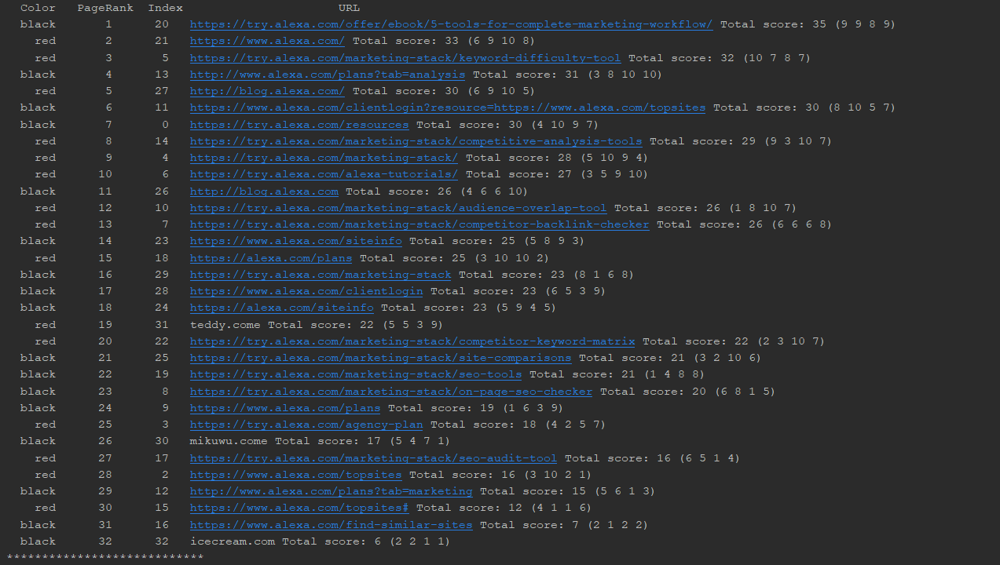 Color PageRank Index URL
black 1 20 https://try.alexa.com/offer/ebook/5-tools-for-complete-marketing-workflow/ Total score: 35 (9 9 8 9)
red 2 21 https://www.alexa.com/ Total score: 33 (6 9 10 8)
red 3 5 https://try.alexa.com/marketing-stack/keyword-difficulty-tool Total score: 32 (10 7 8 7)
black 4 13 http://www.alexa.com/plans?tab=analysis Total score: 31 (3 8 10 10)
red 5 27 http://blog.alexa.com/ Total score: 30 (6 9 10 5)
black 6 11 https://www.alexa.com/clientlogin?resource=https://www.alexa.com/topsites Total score: 30 (8 10 5 7)
black 7 0 https://try.alexa.com/resources Total score: 30 (4 10 9 7)
red 8 14 https://try.alexa.com/marketing-stack/competitive-analysis-tools Total score: 29 (9 3 10 7)
red 9 4 https://try.alexa.com/marketing-stack/ Total score: 28 (5 10 9 4)
red 10 6 https://try.alexa.com/alexa-tutorials/ Total score: 27 (3 5 9 10)
black 11 26 http://blog.alexa.com Total score: 26 (4 6 6 10)
red 12 10 https://try.alexa.com/marketing-stack/audience-overlap-tool Total score: 26 (1 8 10 7)
red 13 7 https://try.alexa.com/marketing-stack/competitor-backlink-checker Total score: 26 (6 6 6 8)
black 14 23 https://www.alexa.com/siteinfo Total score: 25 (5 8 9 3)
red 15 18 https://alexa.com/plans Total score: 25 (3 10 10 2)
black 16 29 https://try.alexa.com/marketing-stack Total score: 23 (8 1 6 8)
black 17 28 https://www.alexa.com/clientlogin Total score: 23 (6 5 3 9)
black 18 24 https://alexa.com/siteinfo Total score: 23 (5 9 4 5)
red 19 31 teddy.come Total score: 22 (5 5 3 9)
red 20 22 https://try.alexa.com/marketing-stack/competitor-keyword-matrix Total score: 22 (2 3 10 7)
black 21 25 https://try.alexa.com/marketing-stack/site-comparisons Total score: 21 (3 2 10 6)
black 22 19 https://try.alexa.com/marketing-stack/seo-tools Total score: 21 (1 4 8 8)
black 23 8 https://try.alexa.com/marketing-stack/on-page-seo-checker Total score: 20 (6 8 1 5)
black 24 9 https://www.alexa.com/plans Total score: 19 (1 6 3 9)
red 25 3 https://try.alexa.com/agency-plan Total score: 18 (4 2 5 7)
black 26 30 mikuwu.come Total score: 17 (5 4 7 1)
red 27 17 https://try.alexa.com/marketing-stack/seo-audit-tool Total score: 16 (6 5 1 4)
red 28 2 https://www.alexa.com/topsites Total score: 16 (3 10 2 1)
black 29 12 http://www.alexa.com/plans?tab=marketing Total score: 15 (5 6 1 3)
red 30 15 https://www.alexa.com/topsites# Total score: 12 (4 1 1 6)
black 31 16 https://www.alexa.com/find-similar-sites Total score: 7 (2 1 2 2)
black 32 32 icecream.com Total score: 6 (2 2 1 1)
****************************